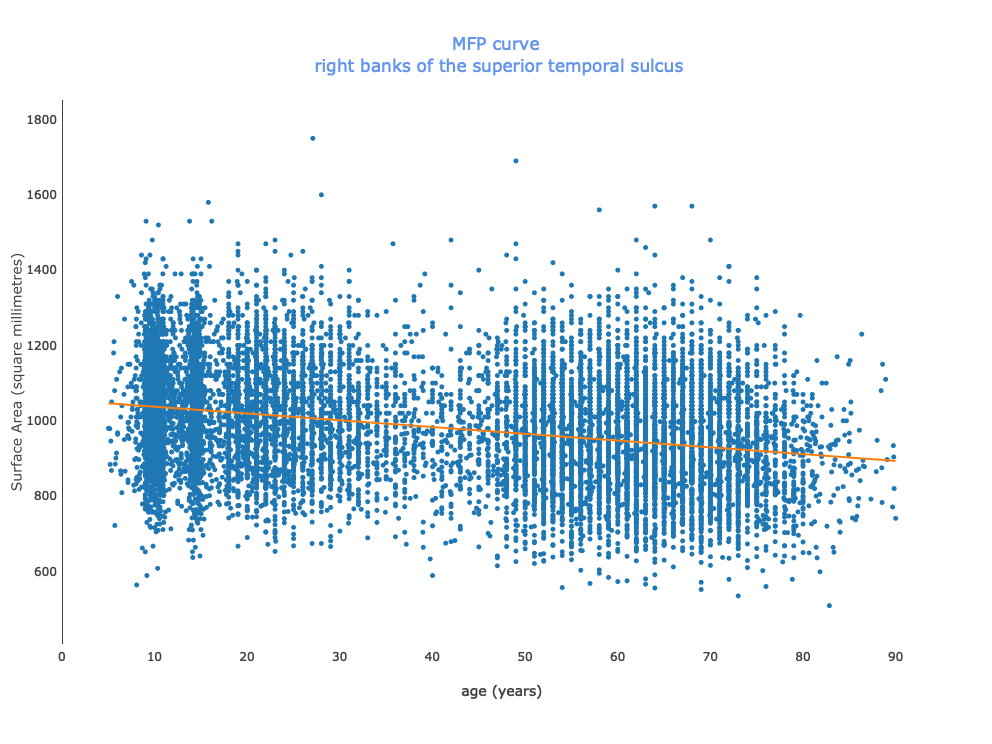 MFP curve
right banks of the superior temporal sulcus
Surface Area (square millimetres)
1800
1600
1400
1200
1000
800
600
0 10 20 30 40 50 60 70 80 90
age (years)